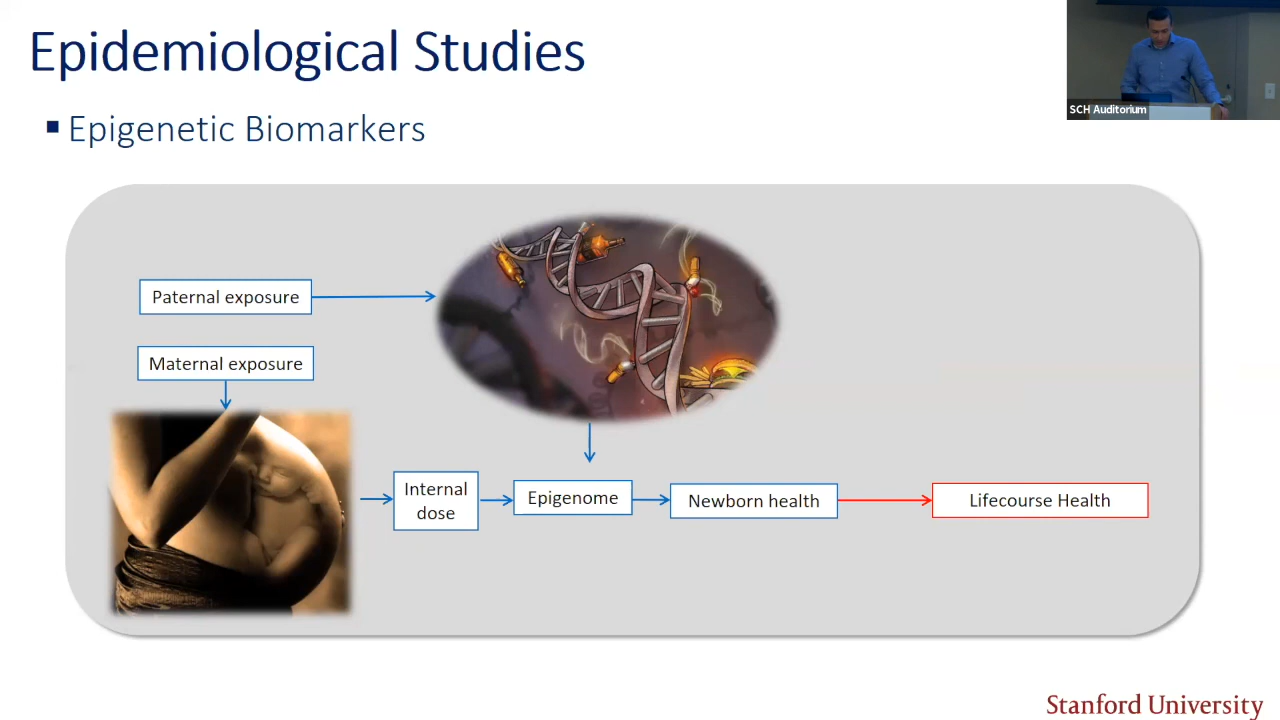 Epidemiological Studies
SCH Auditorium
▪ Epigenetic Biomarkers
Paternal exposure
Maternal exposure
Internal
dose
Epigenome
Newborn health
Lifecourse Health
Stanford University